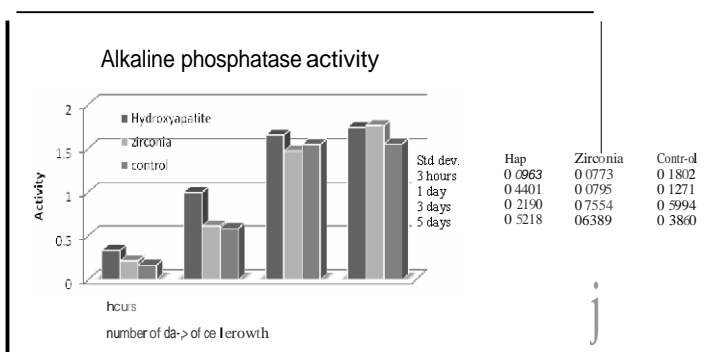 Alkaline phosphatase activity
2
1.5
1
0.5
0
Activity
Hydroxyapatite
zirconia
control
hcurs
number of da-> of ce l erowth
Std dev. Hap Zirconia Contr-ol
3 hours 0 0963 0 0773 0 1802
1 day 0 4401 0 0795 0 1271
3 days 0 2190 0 7554 0 5994
5 days 0 5218 06389 0 3860
j